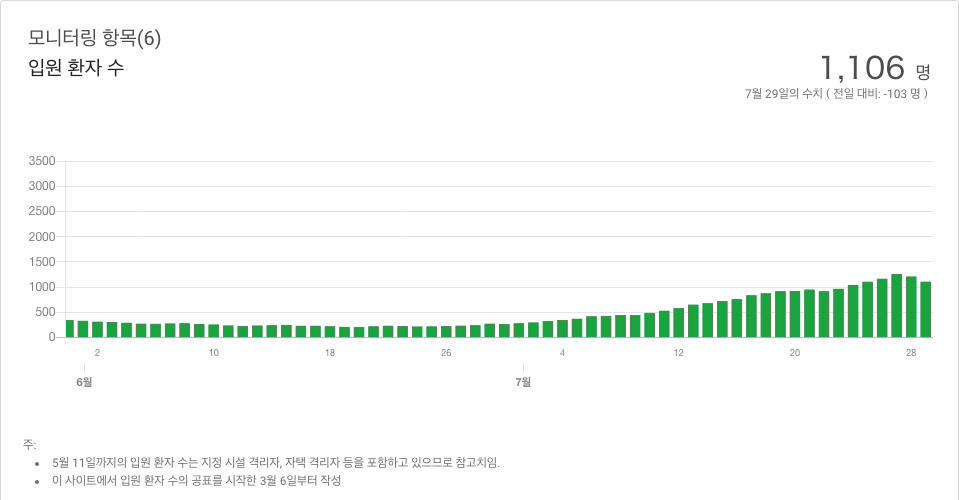 모니터링 항목(6)
입원 환자 수
1,106 명
7월 29일의 수치 ( 전일 대비: -103 명 )
3500
3000
2500
2000
1500
1000
500
0
2 10 18 26 4 12 20 28
6월 7월
주:
• 5월 11일까지의 입원 환자 수는 지정 시설 격리자, 자택 격리자 등을 포함하고 있으므로 참고치임.
• 이 사이트에서 입원 환자 수의 공표를 시작한 3월 6일부터 작성